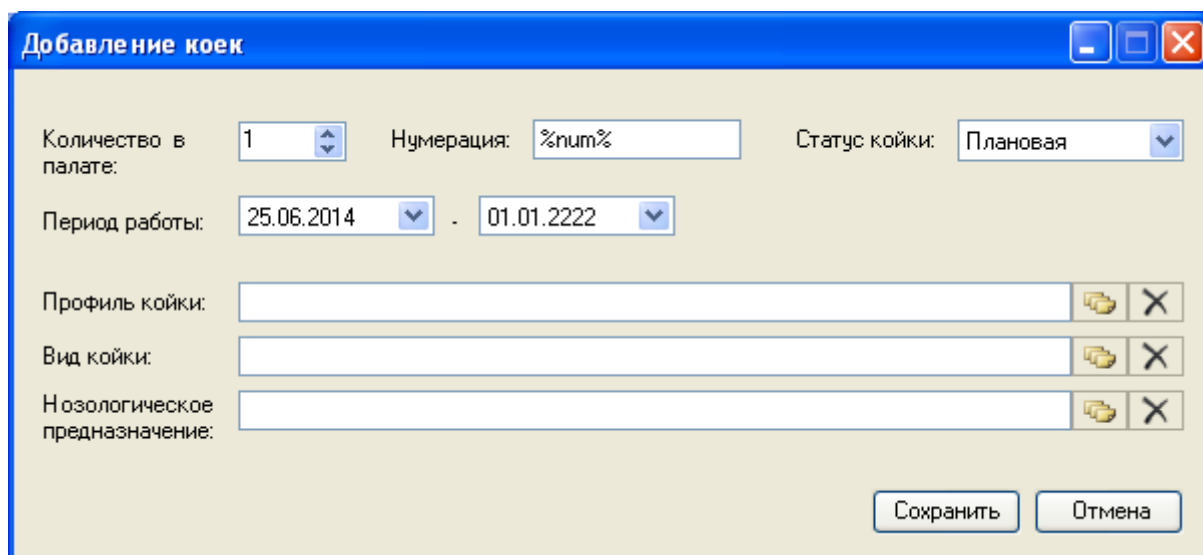 Добавление коек
Количество в палате: 1 Нумерация: %num% Статус койки: Плановая
Период работы: 25.06.2014 - 01.01.2222
Профиль койки:
Вид койки:
Нозологическое
предназначение:
Сохранить Отмена